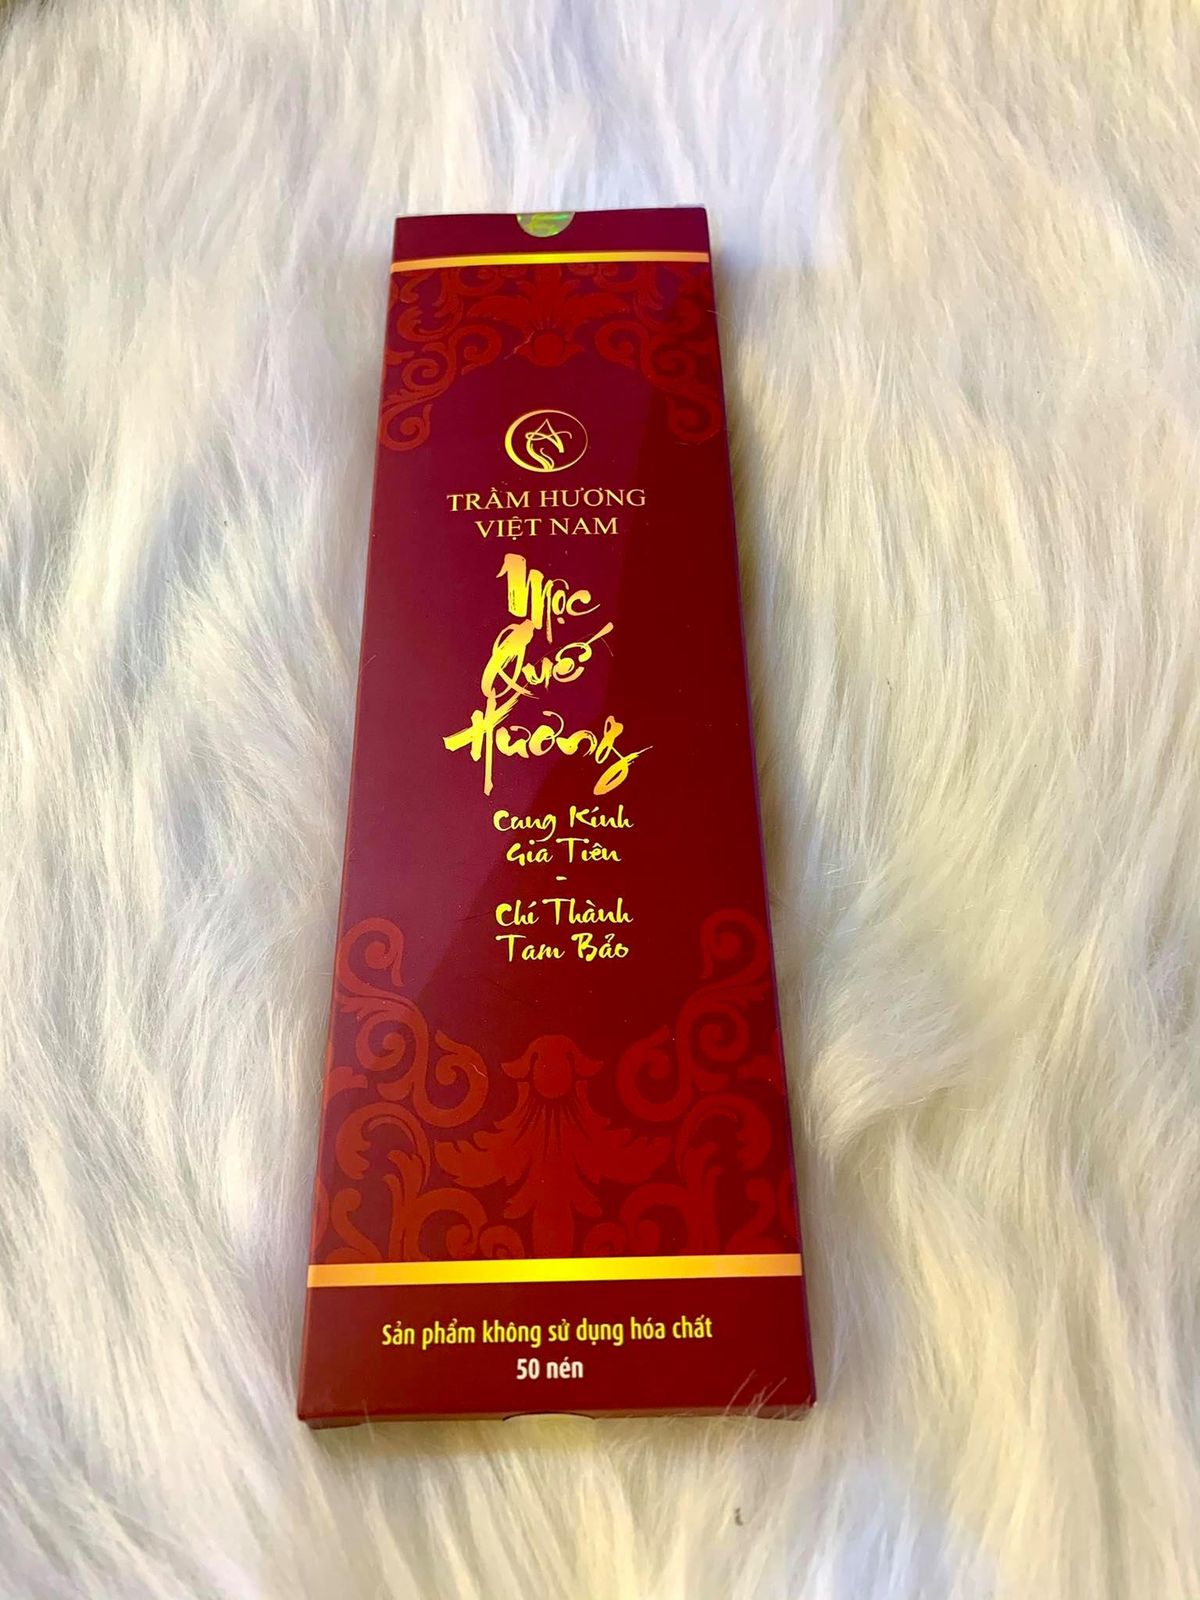 TRẦM HƯƠNG
VIỆT NAM
Mộc
Quế
Hương
Cung Kính
Gia Tiên
-
Chí Thành
Tam Bảo
Sản phẩm không sử dụng hóa chất
50 nén